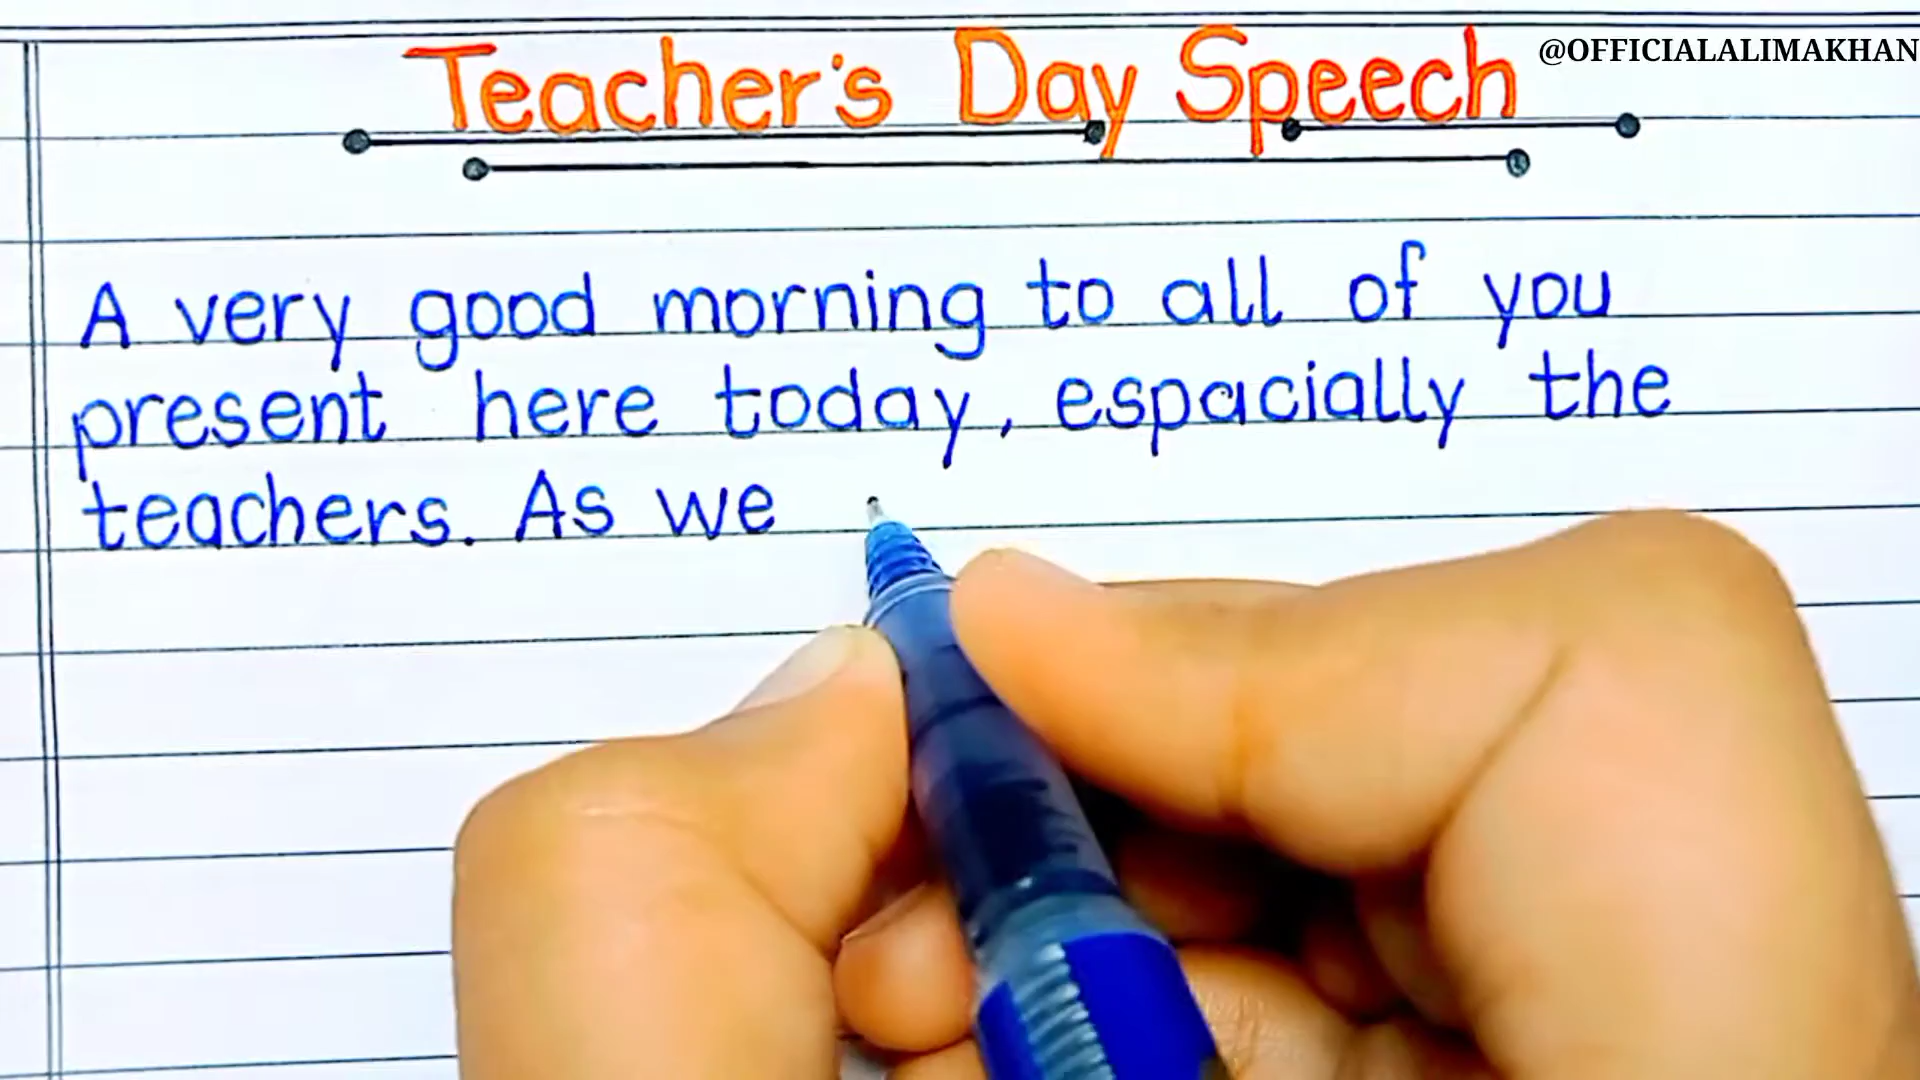 Teacher's Day Speech @OFFICIALALIMAKHAN
A very good morning to all of you
present here today, espacially the
teachers. As we